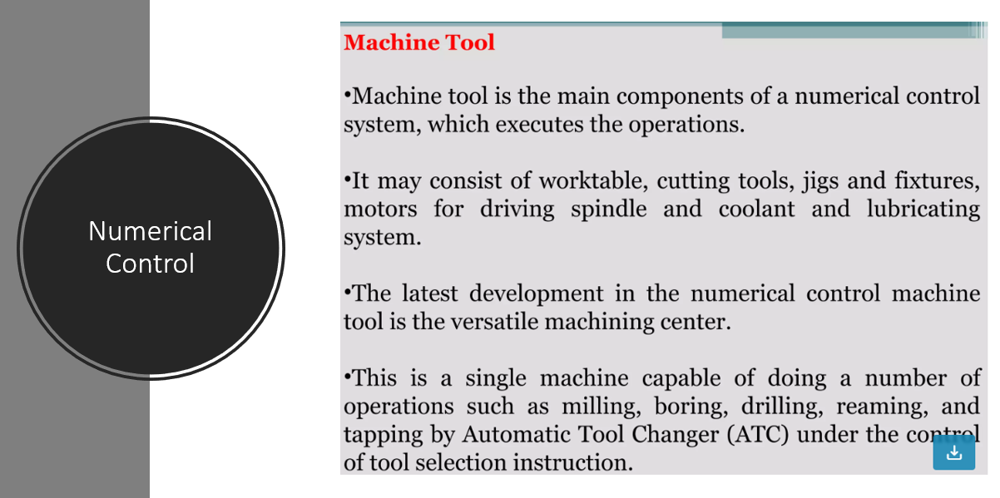 Numerical
Control
Machine Tool
•Machine tool is the main components of a numerical control
system, which executes the operations.
•It may consist of worktable, cutting tools, jigs and fixtures,
motors for driving spindle and coolant and lubricating
system.
•The latest development in the numerical control machine
tool is the versatile machining center.
•This is a single machine capable of doing a number of
operations such as milling, boring, drilling, reaming, and
tapping by Automatic Tool Changer (ATC) under the control
of tool selection instruction.